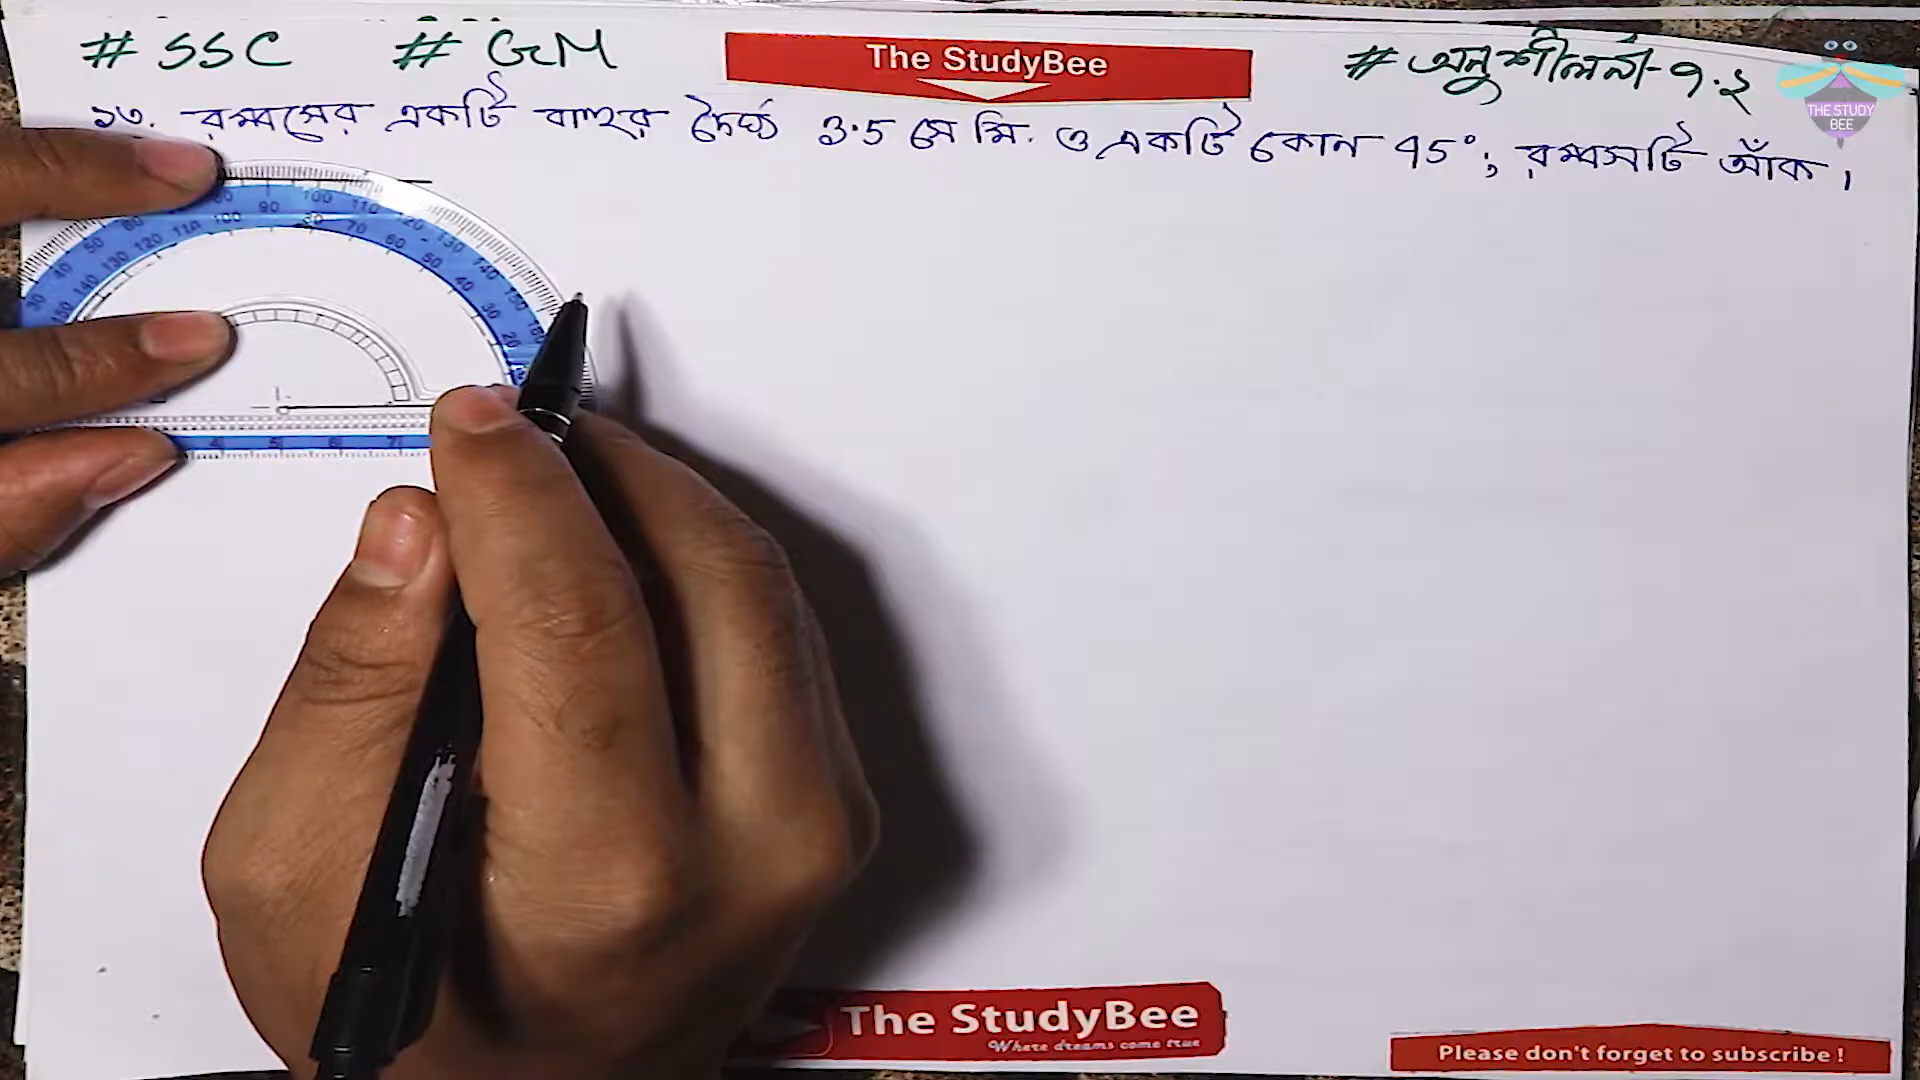 # SSC # GM The StudyBee # অনুশীলনী-৭.২
১৩. রম্বসের একটি বাহুর দৈর্ঘ্য 3.5 সে মি. ও একটি কোন 75°; রম্বসটি আঁক।
THE STUDY
BEE
The StudyBee
Where dreams come true
Please don't forget to subscribe !